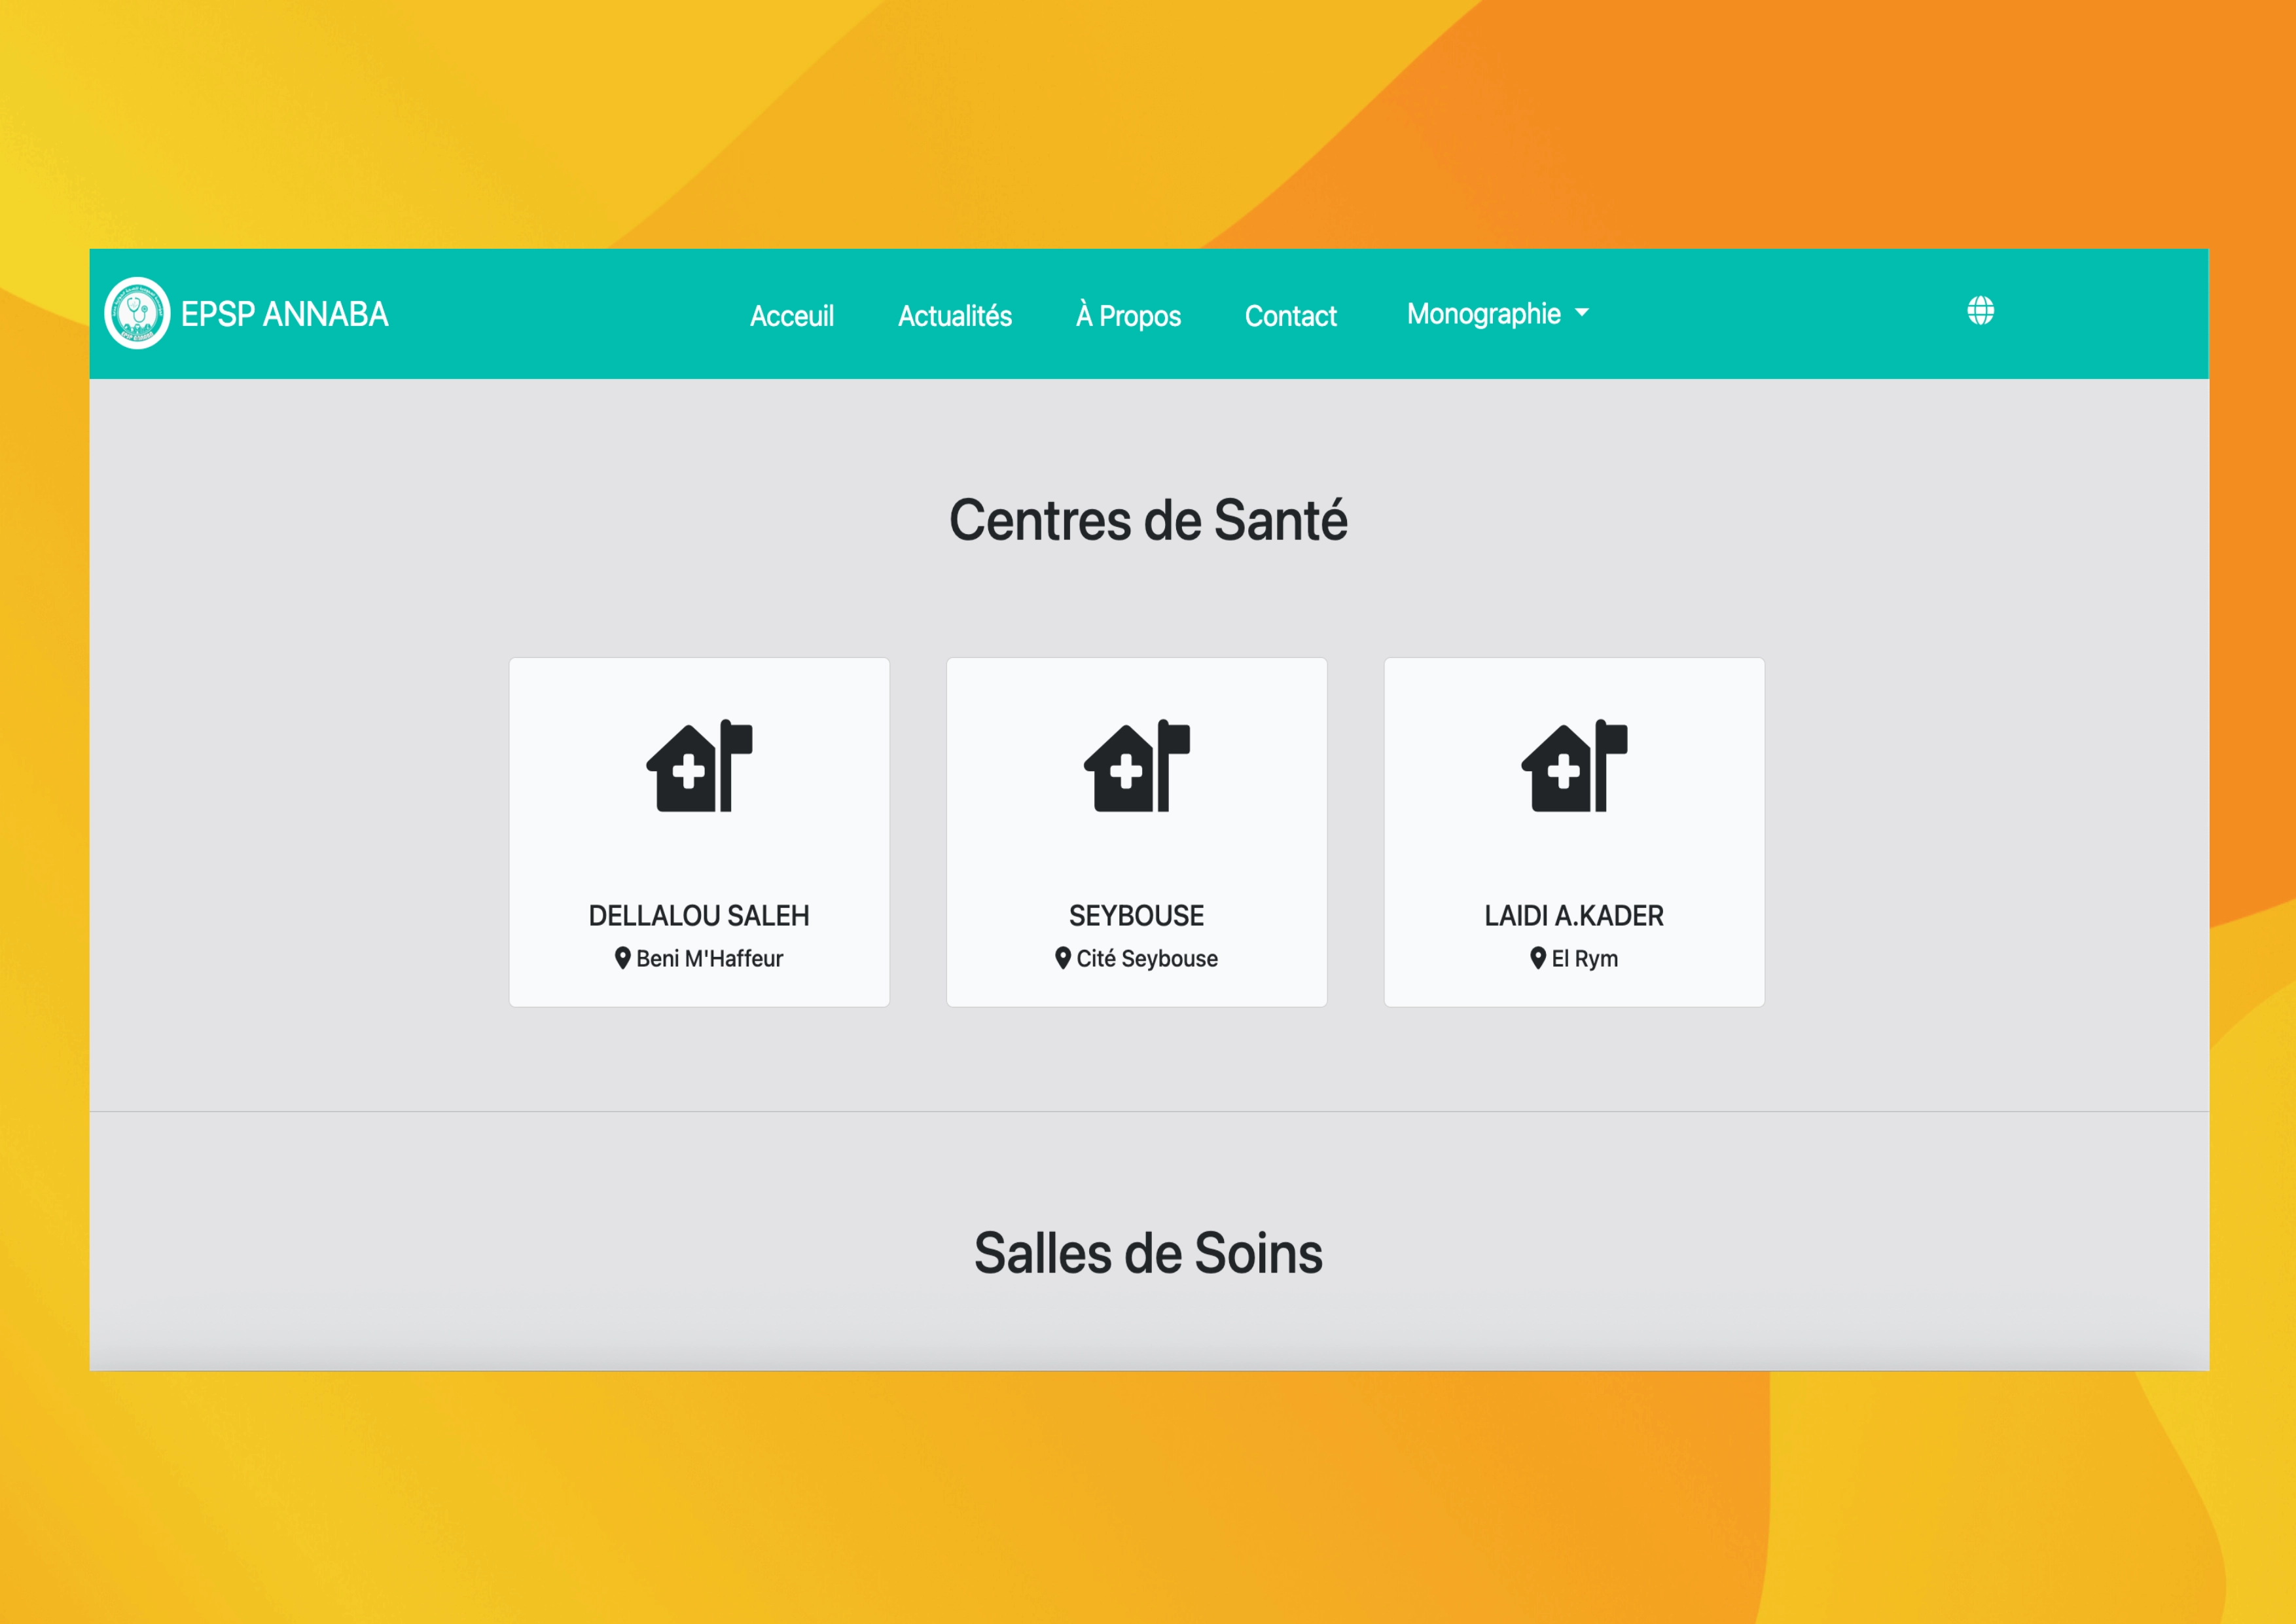 EPSP ANNABA
Acceuil Actualités À Propos Contact Monographie
Centres de Santé
DELLALOU SALEH
Beni M'Haffeur
SEYBOUSE
Cité Seybouse
LAIDI A.KADER
El Rym
Salles de Soins